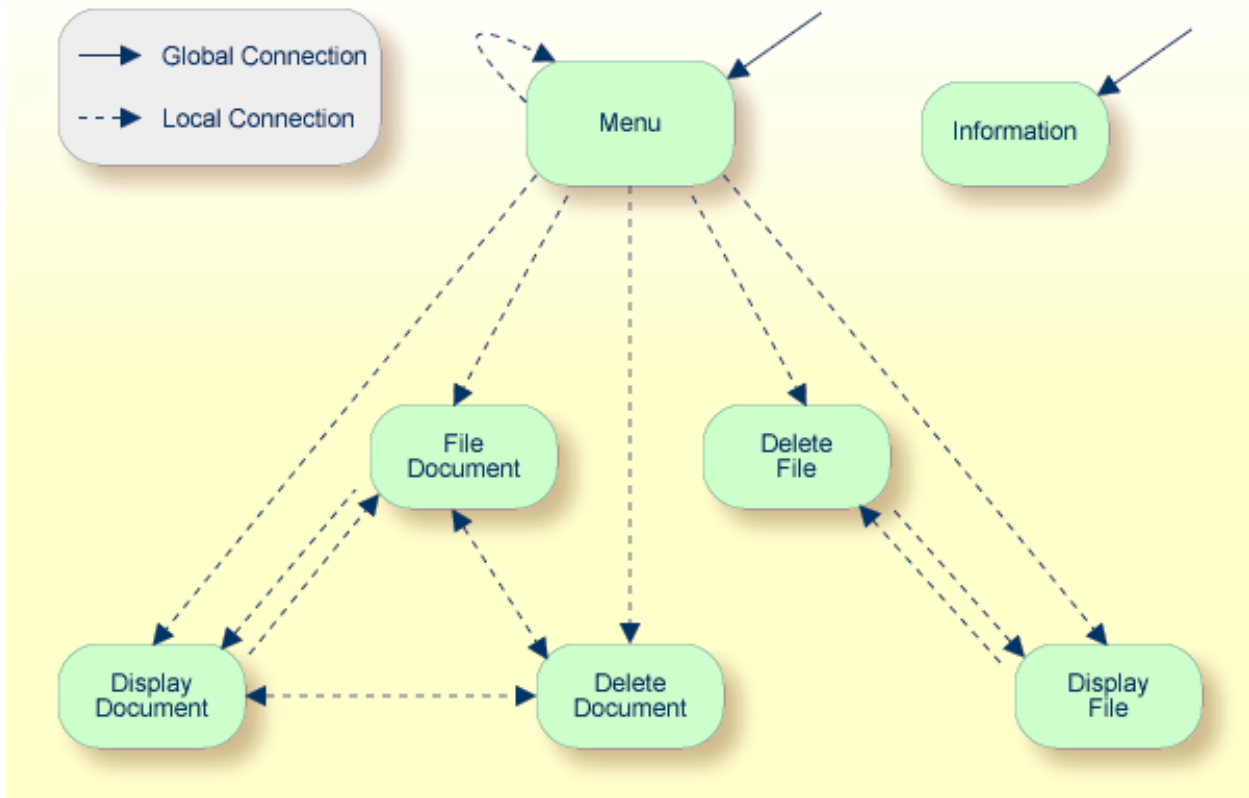 Global Connection
Local Connection
Menu
Information
File
Document
Delete
File
Display
Document
Delete
Document
Display
File